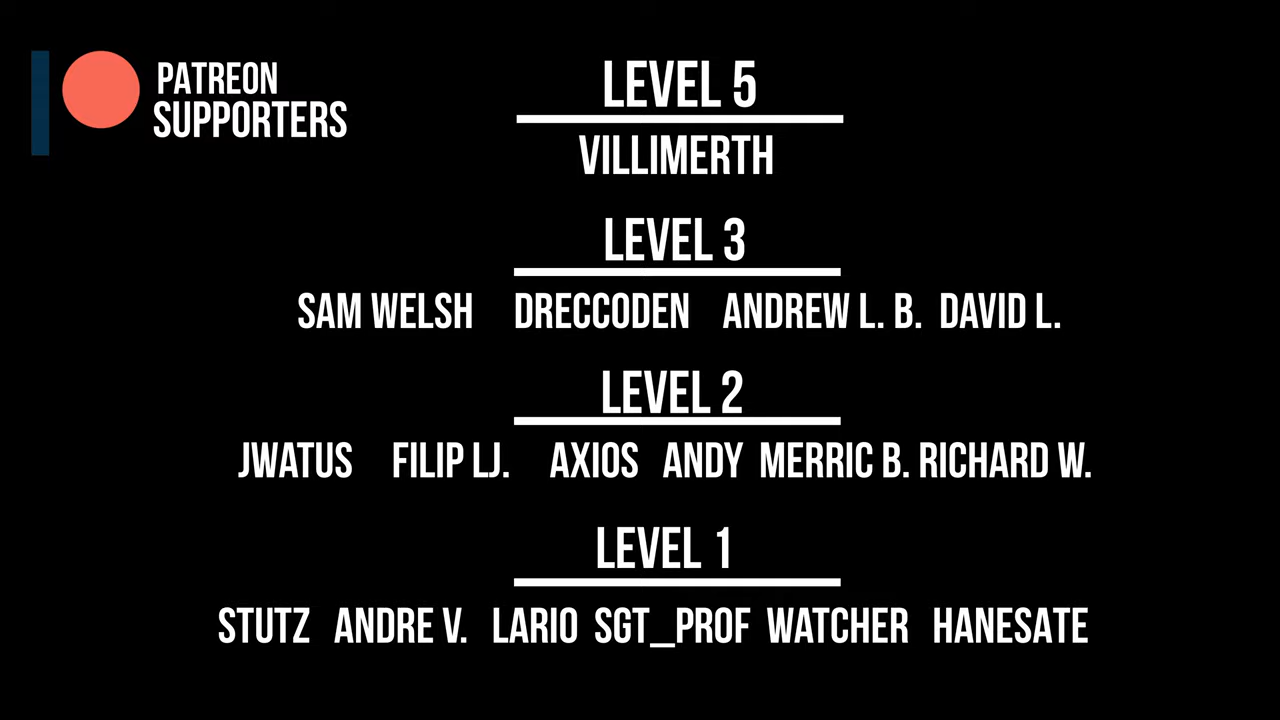 PATREON
SUPPORTERS
LEVEL 5
VILLIMERTH
LEVEL 3
SAM WELSH DRECCODEN ANDREW L. B. DAVID L.
LEVEL 2
JWATUS FILIP LJ. AXIOS ANDY MERRIC B. RICHARD W.
LEVEL 1
STUTZ ANDRE V. LARIO SGT_PROF WATCHER HANESATE